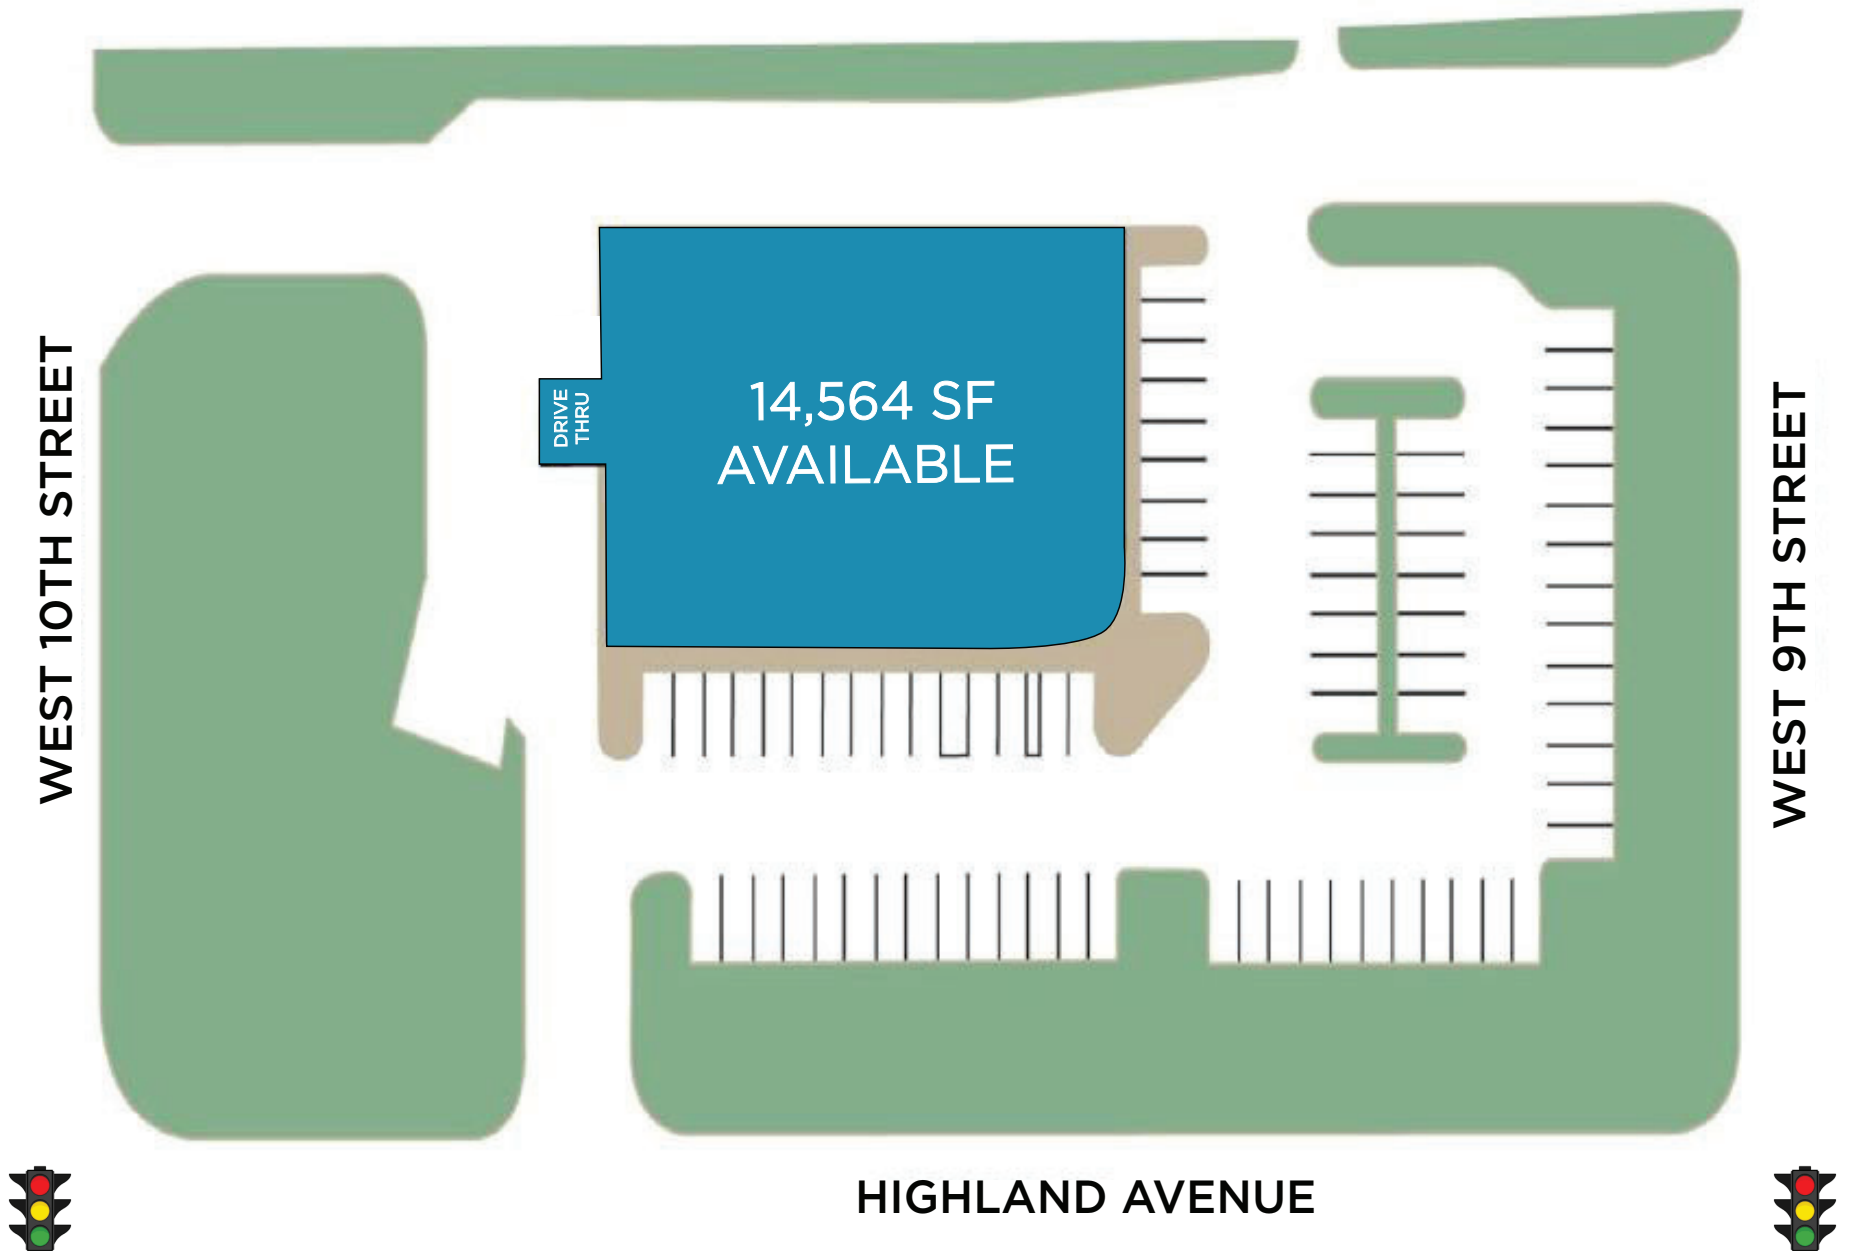 WEST 10TH STREET
DRIVE
THRU
14,564 SF
AVAILABLE
WEST 9TH STREET
HIGHLAND AVENUE